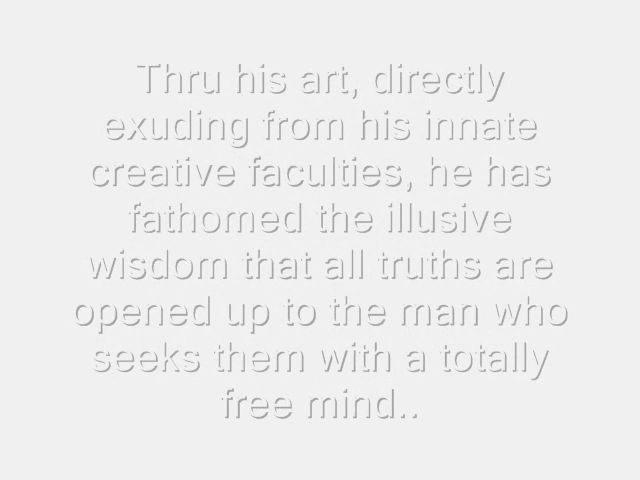 Thru his art, directly
exuding from his innate
creative faculties, he has
fathomed the illusive
wisdom that all truths are
opened up to the man who
seeks them with a totally
free mind..